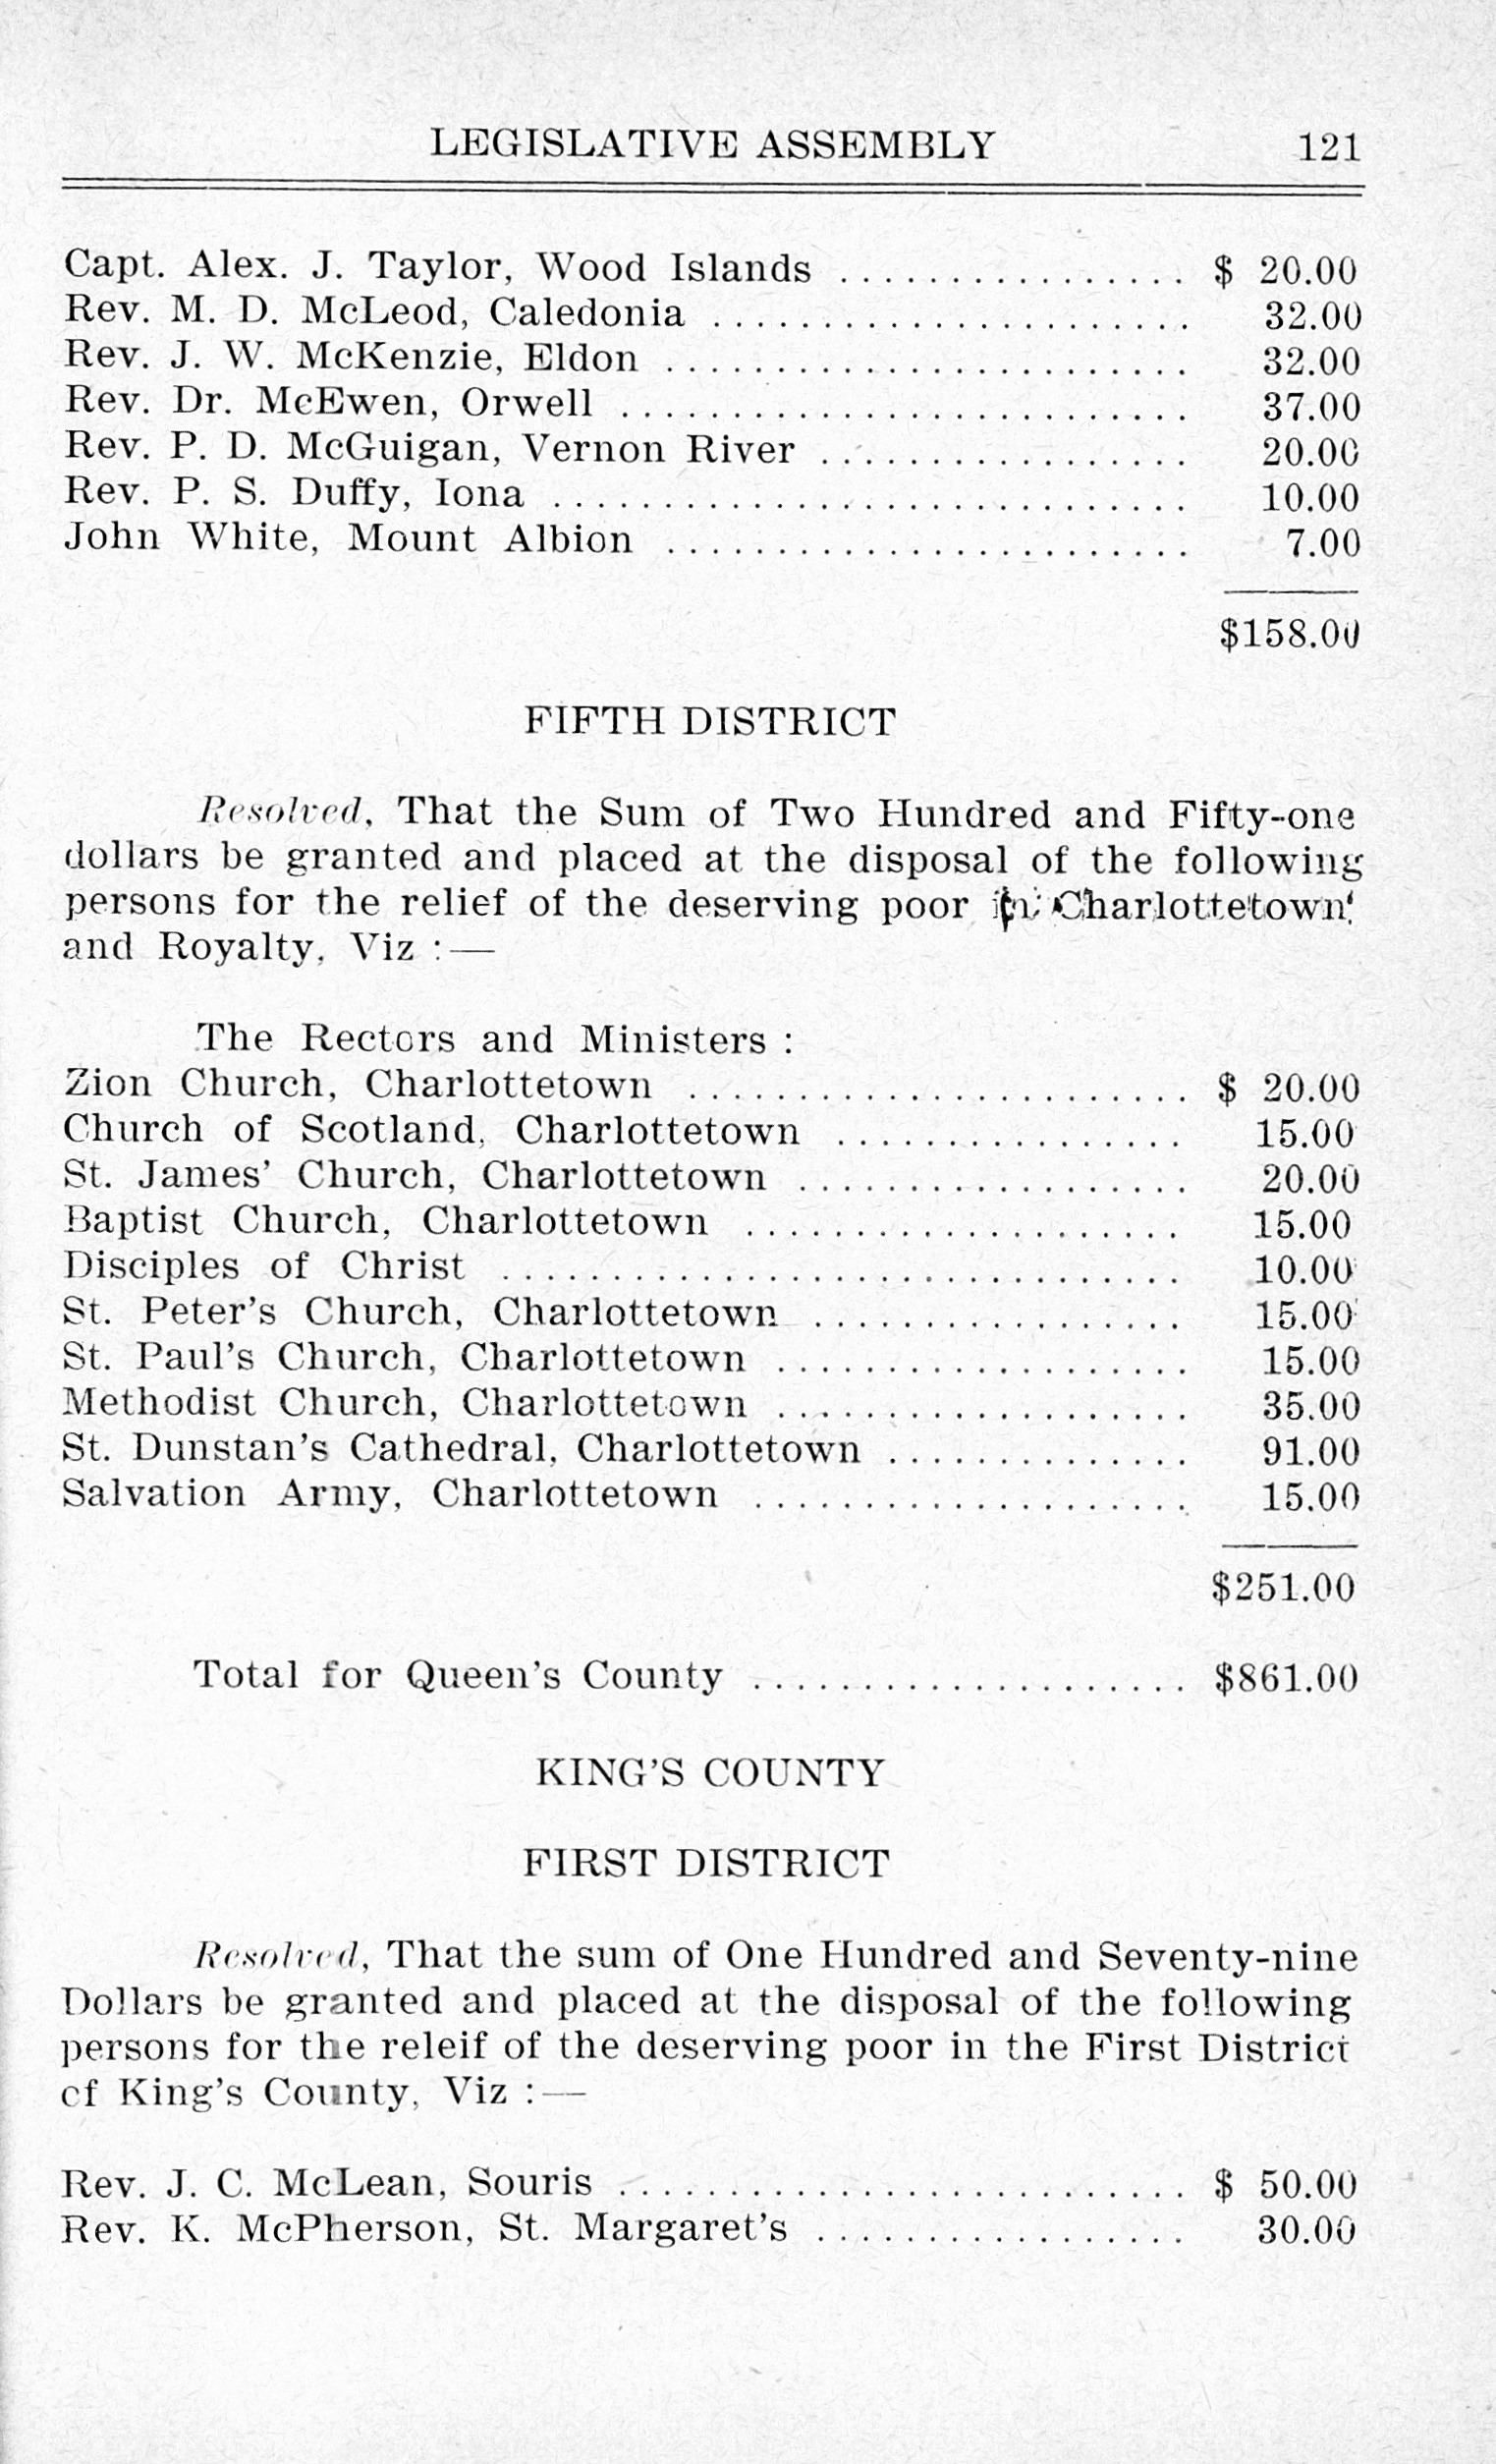 LEGISLATIVE ASSEMBLY 121
Capt. Alex. J. Taylor, Wood Islands ................ $ 20.00
Rev. M. D. McLeod, Caledonia ...................... 32.00
Rev. J. W. McKenzie, Eldon ........................ 32.00
Rev. Dr. McEwen, Orwell .......................... 37.00
Rev. P. D. McGuigan, Vernon River ................. 20.00
Rev. P. S. Duffy, Iona ............................. 10.00
John White, Mount Albion ........................ 7.00
$158.00
FIFTH DISTRICT
Resolved, That the Sum of Two Hundred and Fifty-one
dollars be granted and placed at the disposal of the following
persons for the relief of the deserving poor in Charlottetown
and Royalty, Viz :—
The Rectors and Ministers :
Zion Church, Charlottetown ....................... $ 20.00
Church of Scotland, Charlottetown ................ 15.00
St. James' Church, Charlottetown .................. 20.00
Baptist Church, Charlottetown .................... 15.00
Disciples of Christ ............................... 10.00
St. Peter's Church, Charlottetown ................. 15.00
St. Paul's Church, Charlottetown ................... 15.00
Methodist Church, Charlottetown ................... 35.00
St. Dunstan's Cathedral, Charlottetown .............. 91.00
Salvation Army, Charlottetown .................... 15.00
$251.00
Total for Queen's County .................... $861.00
KING'S COUNTY
FIRST DISTRICT
Resolved, That the sum of One Hundred and Seventy-nine
Dollars be granted and placed at the disposal of the following
persons for the releif of the deserving poor in the First District
of King's County, Viz :—
Rev. J. C. McLean, Souris .......................... $ 50.00
Rev. K. McPherson, St. Margaret's ................. 30.00